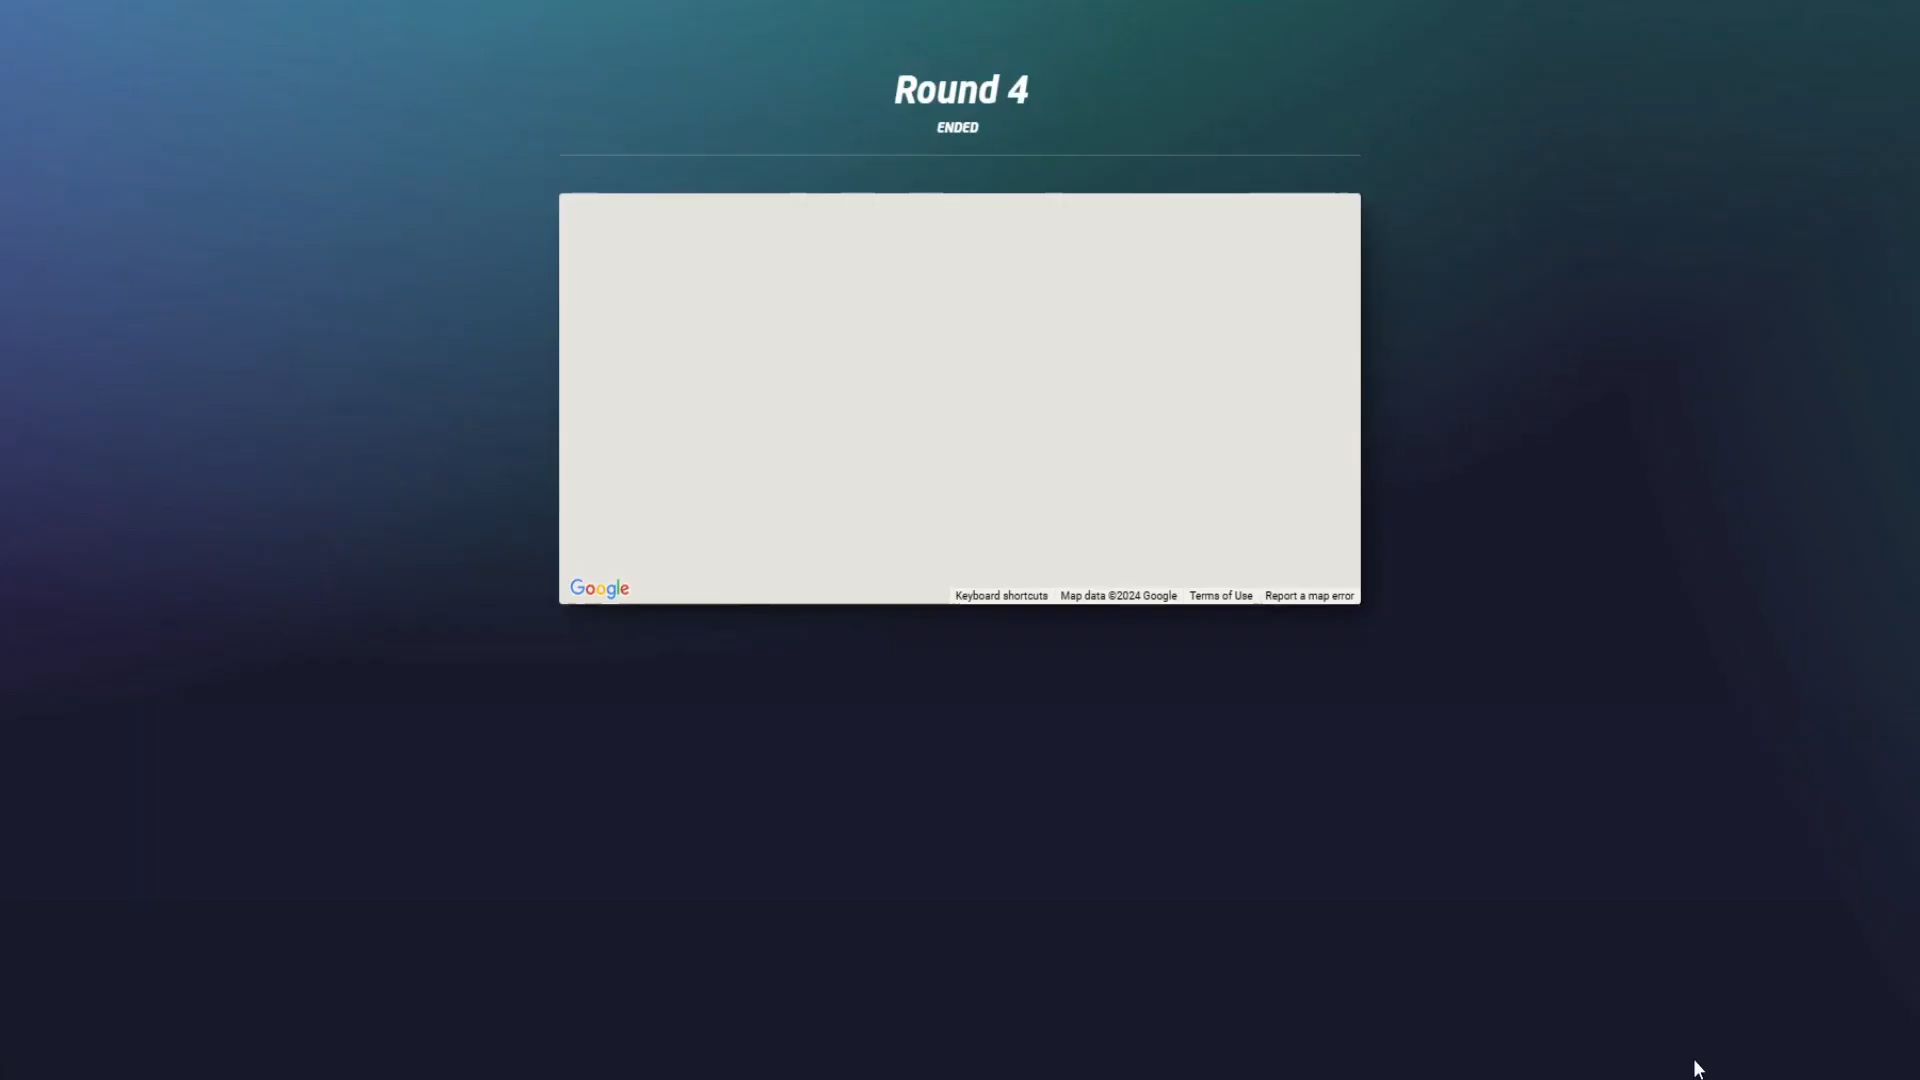 Round 4
ENDED
Google
Keyboard shortcuts
Map data ©2024 Google
Terms of Use
Report a map error